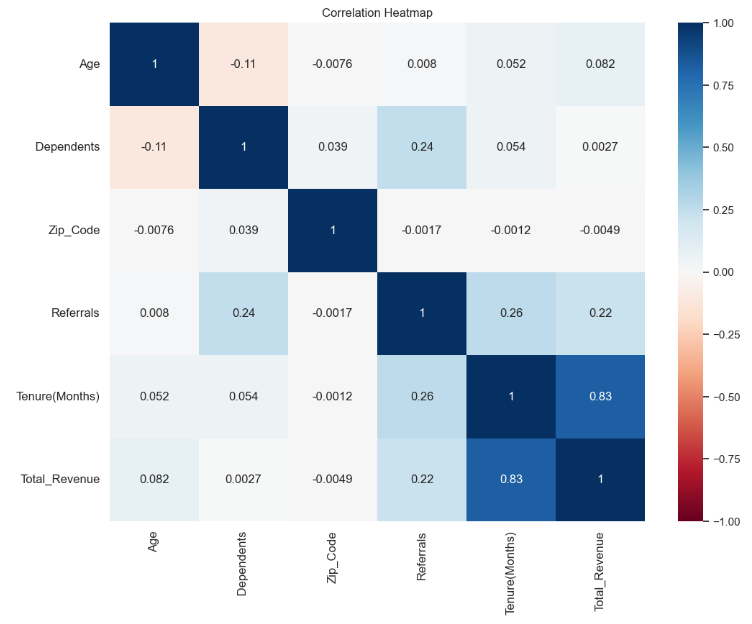 Correlation Heatmap
Age 1 -0.11 -0.0076 0.008 0.052 0.082
Dependents -0.11 1 0.039 0.24 0.054 0.0027
Zip_Code -0.0076 0.039 1 -0.0017 -0.0012 -0.0049
Referrals 0.008 0.24 -0.0017 1 0.26 0.22
Tenure(Months) 0.052 0.054 -0.0012 0.26 1 0.83
Total_Revenue 0.082 0.0027 -0.0049 0.22 0.83 1
Age
Dependents
Zip_Code
Referrals
Tenure(Months)
Total_Revenue
1.00
0.75
0.50
0.25
0.00
−0.25
−0.50
−0.75
−1.00